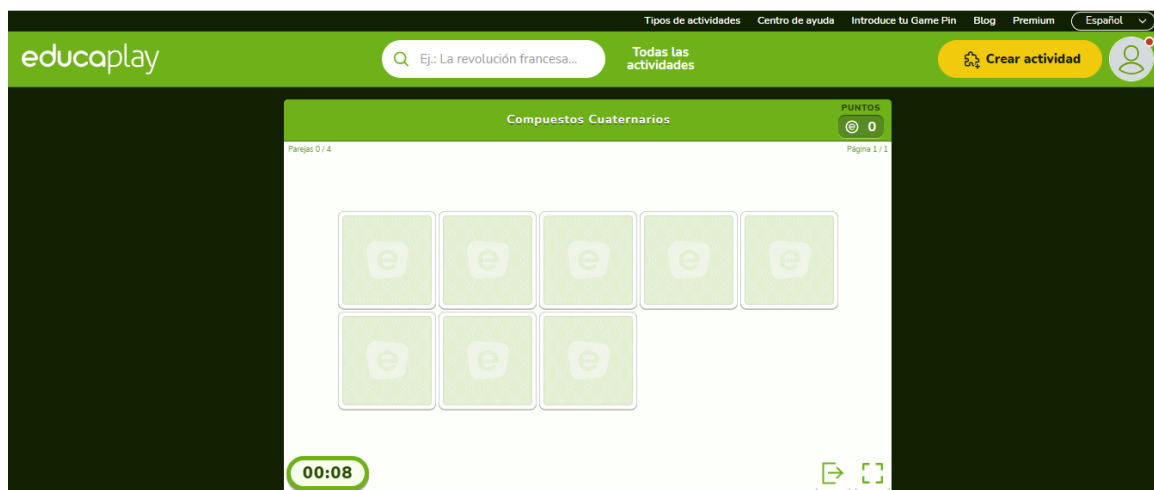 Tipos de actividades Centro de ayuda Introduce tu Game Pin Blog Premium Español
educaplay
Ej.: La revolución francesa...
Todas las
actividades
Crear actividad
Compuestos Cuaternarios
PUNTOS
0
Parejas 0 / 4
Página 1 / 1
e e e e e
e e e
00:08